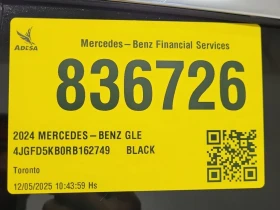 ADESA
Mercedes-Benz Financial Services
836726
2024 MERCEDES-BENZ GLE
4JGFD5KB0RB162749 BLACK
Toronto
12/05/2025 10:43:59 Hs